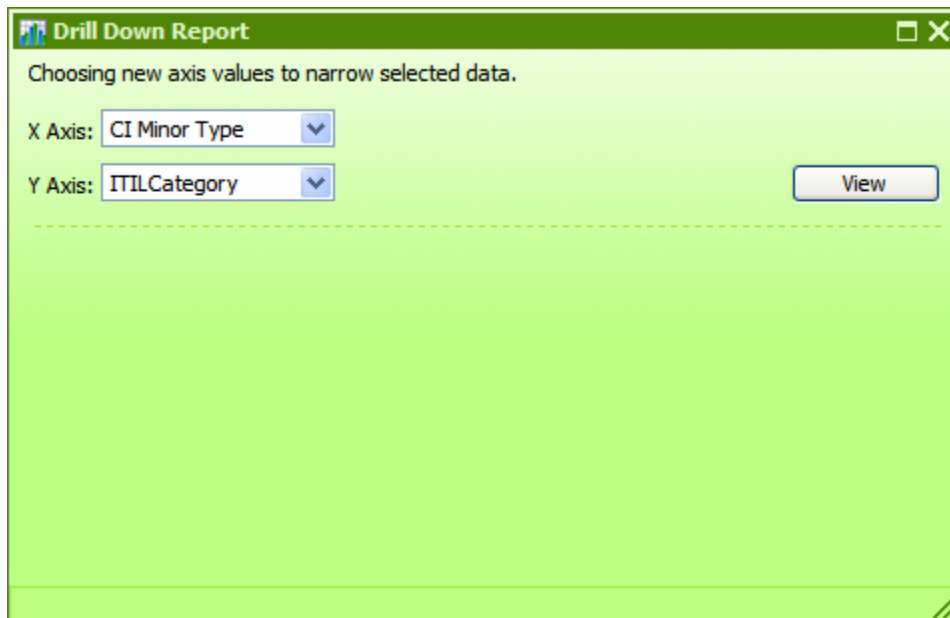 Drill Down Report
Choosing new axis values to narrow selected data.
X Axis: CI Minor Type
Y Axis: ITILCategory View